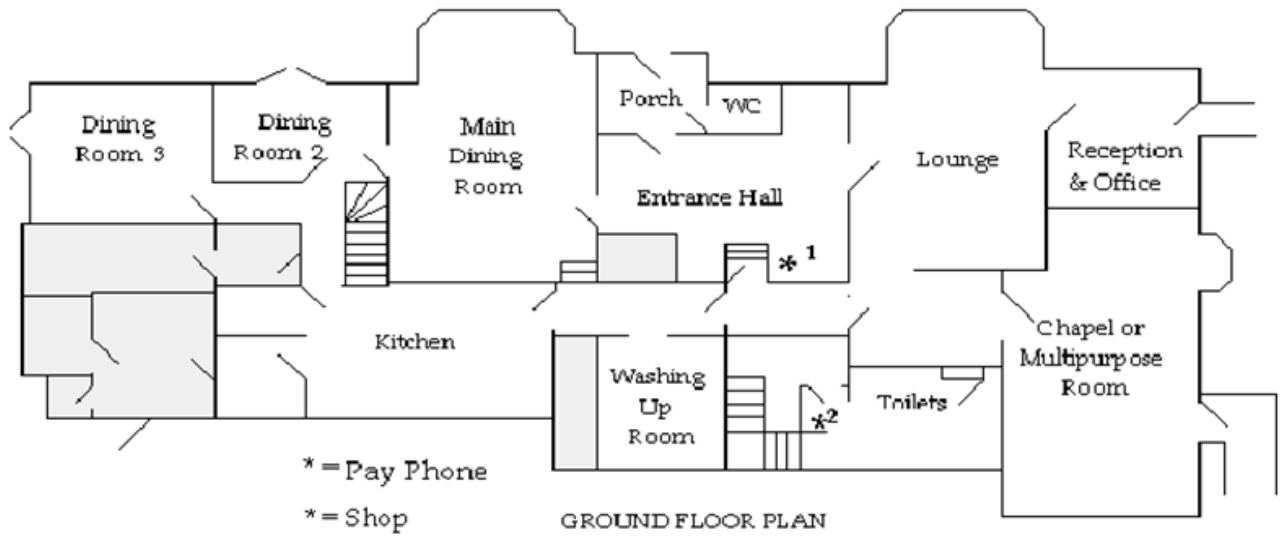 Porch
WC
Dining
Room 3
Dining
Room 2
Main
Dining
Room
Lounge
Reception
& Office
Entrance Hall
* 1
Kitchen
Washing
Up
Room
*2
Toilets
Chapel or
Multipurpose
Room
* = Pay Phone
* = Shop
GROUND FLOOR PLAN